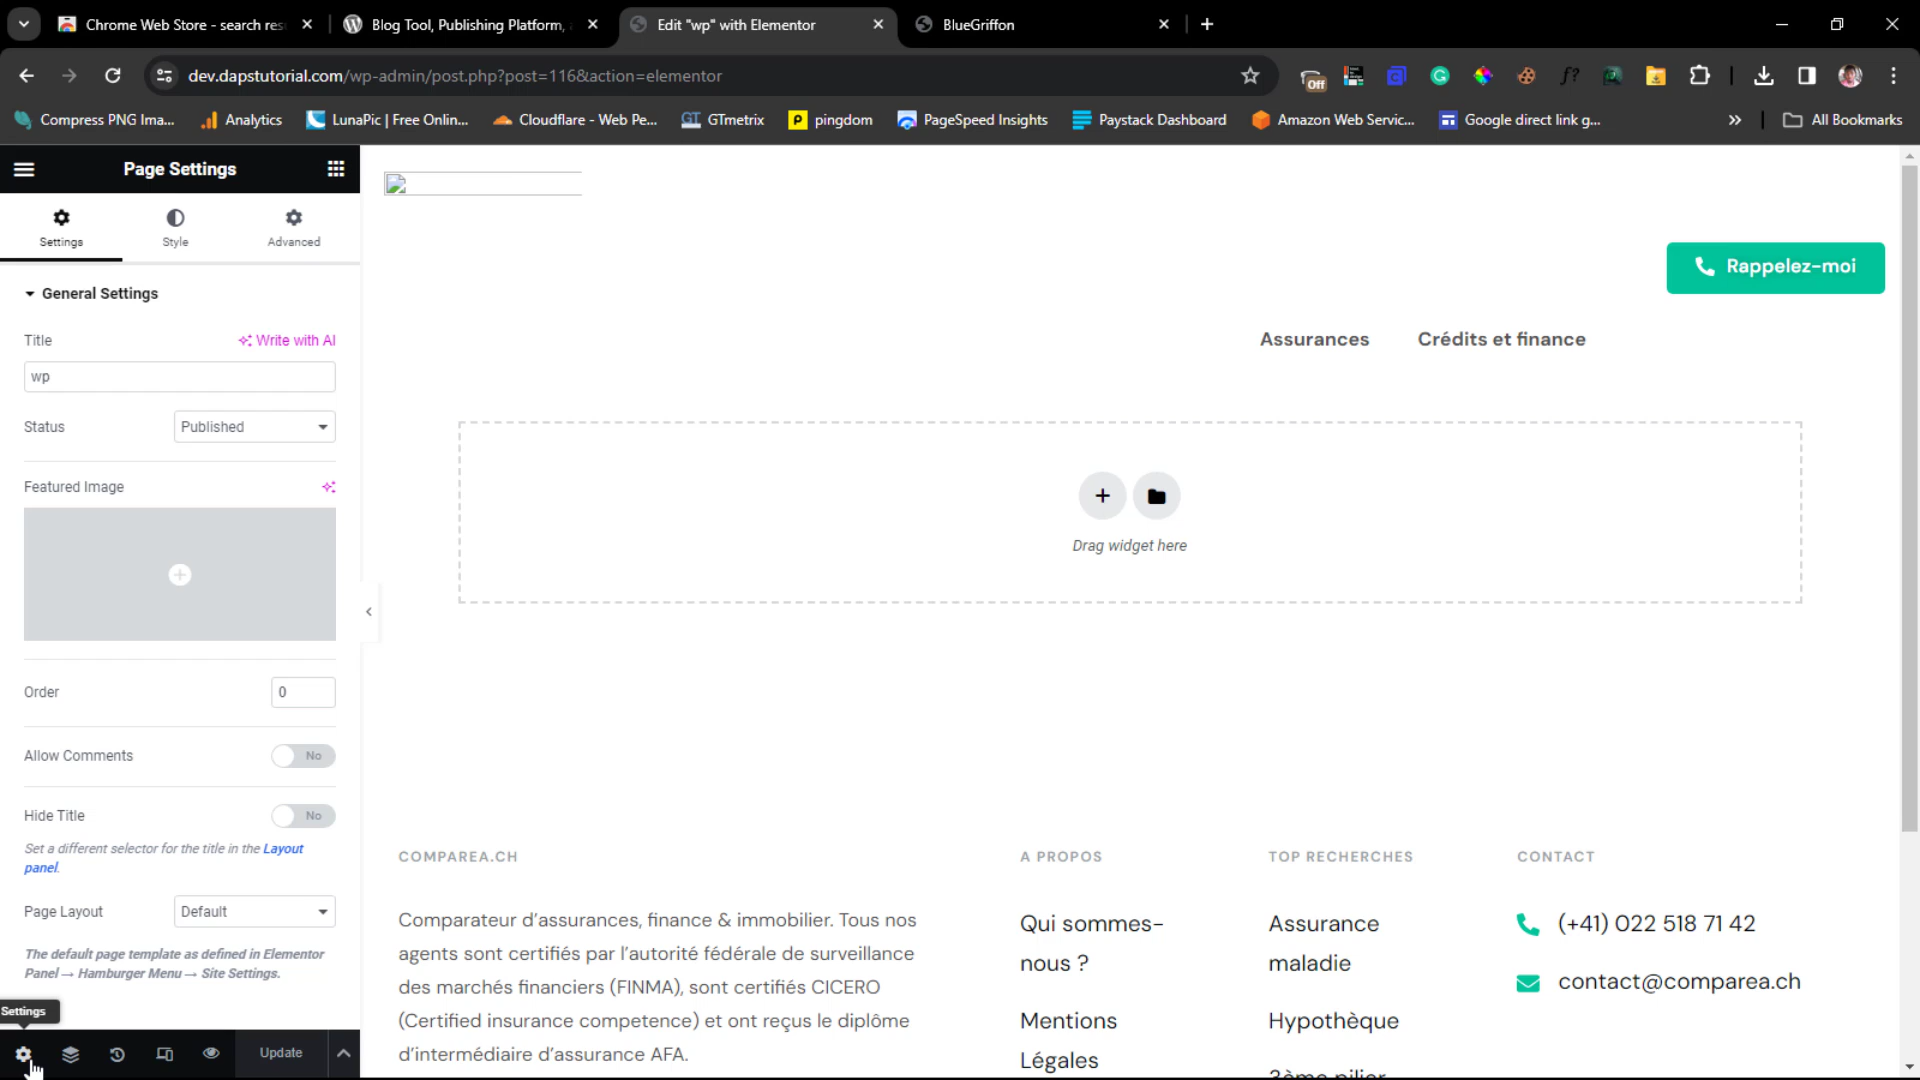 Chrome Web Store - search res
Blog Tool, Publishing Platform,
Edit "wp" with Elementor
BlueGriffon
dev.dapstutorial.com/wp-admin/post.php?post=116&action=elementor
Off
f?
Compress PNG Ima...
Analytics
LunaPic | Free Onlin...
Cloudflare - Web Pe...
GTmetrix
pingdom
PageSpeed Insights
Paystack Dashboard
Amazon Web Servic...
Google direct link g...
All Bookmarks
Page Settings
Settings
Style
Advanced
General Settings
Title
Write with AI
wp
Status
Published
Featured Image
Order
0
Allow Comments
No
Hide Title
No
Set a different selector for the title in the Layout
panel.
Page Layout
Default
The default page template as defined in Elementor
Panel → Hamburger Menu → Site Settings.
Settings
Update
Rappelez-moi
Assurances
Crédits et finance
Drag widget here
COMPAREA.CH
Comparateur d'assurances, finance & immobilier. Tous nos
agents sont certifiés par l'autorité fédérale de surveillance
des marchés financiers (FINMA), sont certifiés CICERO
(Certified insurance competence) et ont reçus le diplôme
d'intermédiaire d'assurance AFA.
A PROPOS
Qui sommes-
nous ?
Mentions
Légales
TOP RECHERCHES
Assurance
maladie
Hypothèque
3ème pilier
CONTACT
(+41) 022 518 71 42
contact@comparea.ch